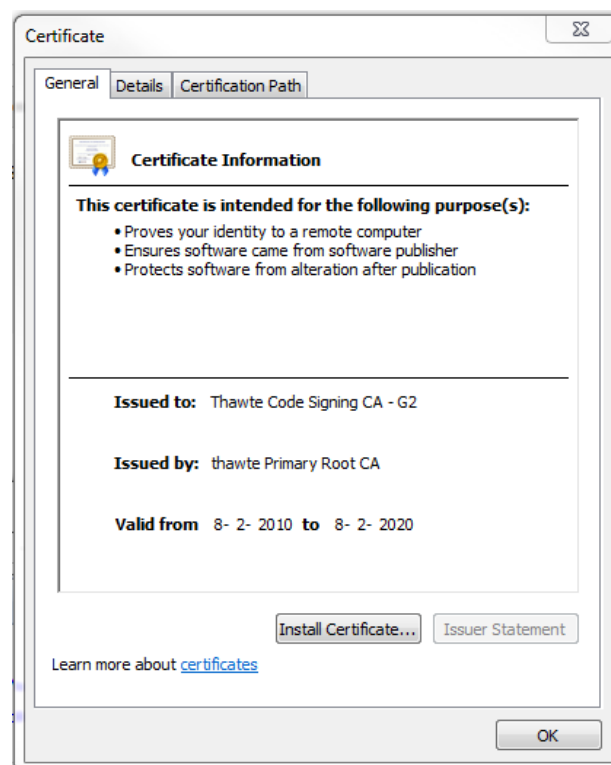 Certificate
General Details Certification Path
Certificate Information
This certificate is intended for the following purpose(s):
• Proves your identity to a remote computer
• Ensures software came from software publisher
• Protects software from alteration after publication
Issued to: Thawte Code Signing CA - G2
Issued by: thawte Primary Root CA
Valid from 8- 2- 2010 to 8- 2- 2020
Install Certificate... Issuer Statement
Learn more about certificates
OK